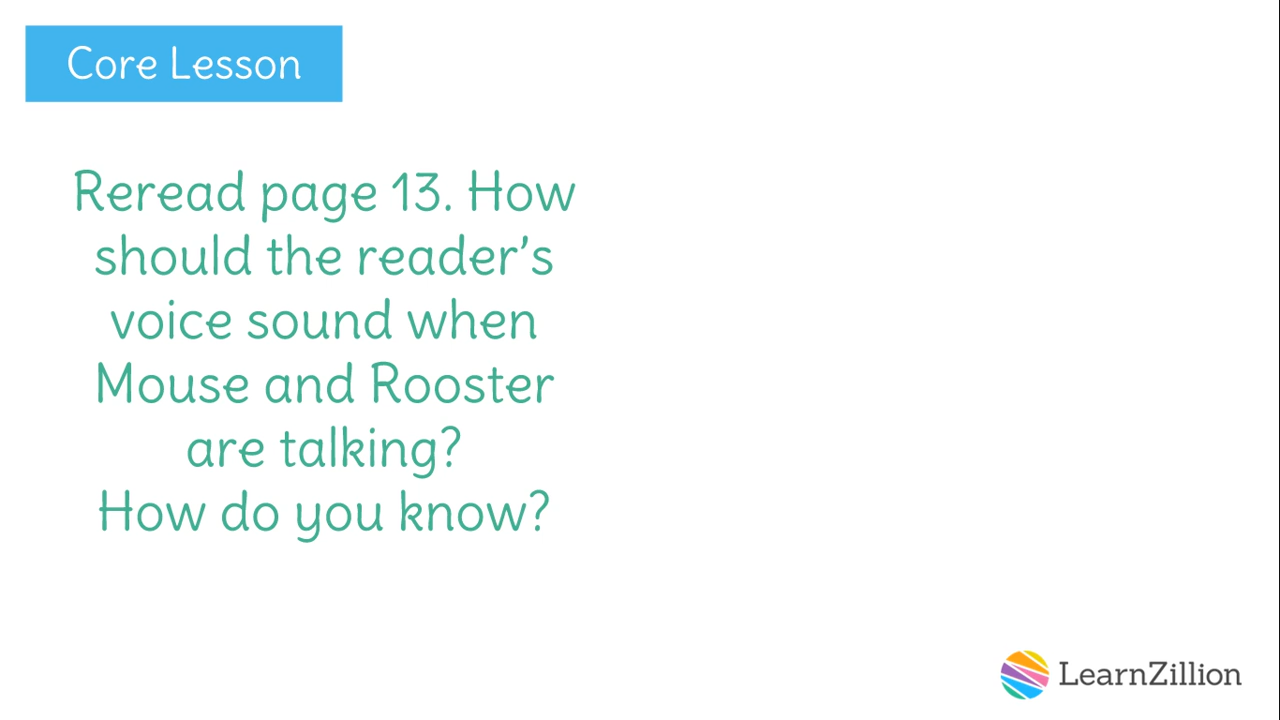 Core Lesson
Reread page 13. How
should the reader’s
voice sound when
Mouse and Rooster
are talking?
How do you know?
LearnZillion